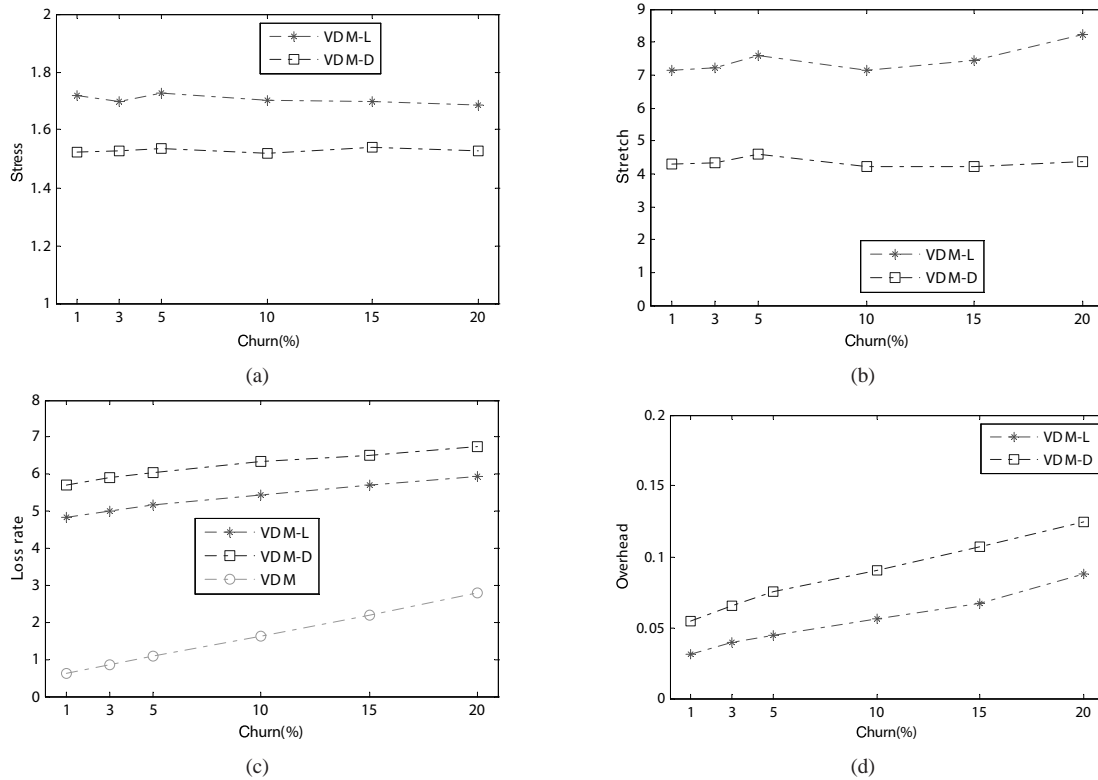 2
1.8
1.6
1.4
1.2
1
Stress
VDM-L
VDM-D
1 3 5 10 15 20
Churn(%)
(a)
9
8
7
6
5
4
3
2
1
0
Stretch
VDM-L
VDM-D
1 3 5 10 15 20
Churn(%)
(b)
8
7
6
5
4
3
2
1
0
Loss rate
VDM-L
VDM-D
VDM
1 3 5 10 15 20
Churn(%)
(c)
0.2
0.15
0.1
0.05
0
Overhead
VDM-L
VDM-D
1 3 5 10 15 20
Churn(%)
(d)